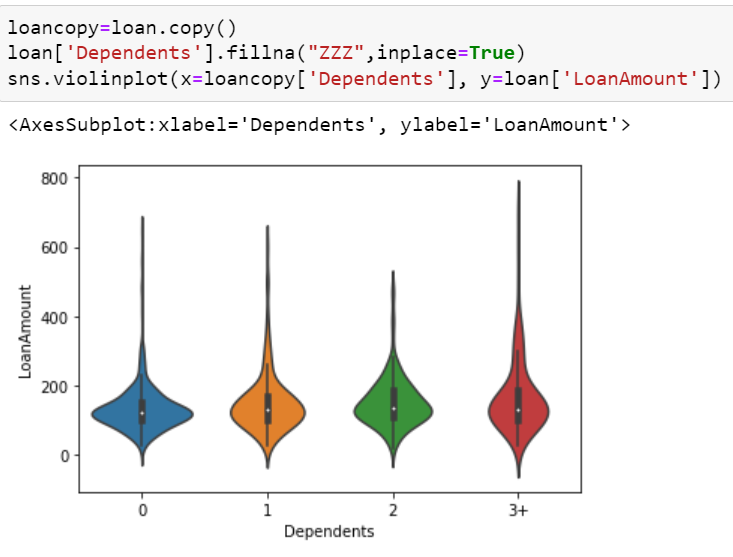 loancopy=loan.copy()
loan['Dependents'].fillna("ZZZ",inplace=True)
sns.violinplot(x=loancopy['Dependents'], y=loan['LoanAmount'])
<AxesSubplot:xlabel='Dependents', ylabel='LoanAmount'>
800
600
400
200
0
LoanAmount
0 1 2 3+
Dependents